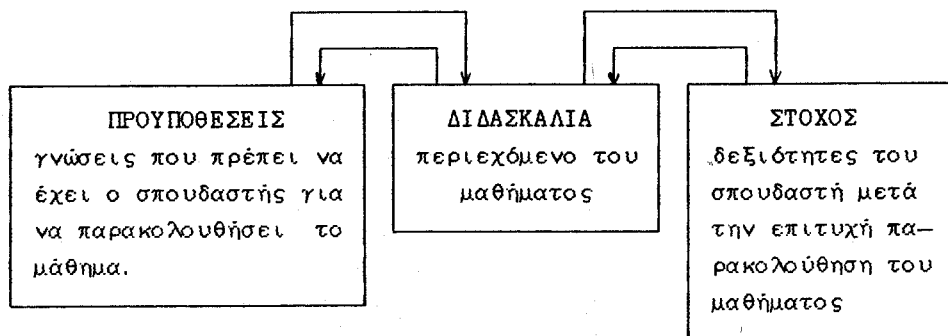 ΠΡΟΥΠΟΘΕΣΕΙΣ
γνώσεις που πρέπει να
έχει ο σπουδαστής για
να παρακολουθήσει το
μάθημα.
ΔΙΔΑΣΚΑΛΙΑ
περιεχόμενο του
μαθήματος
ΣΤΟΧΟΣ
δεξιότητες του
σπουδαστή μετά
την επιτυχή πα–
ρακολούθηση του
μαθήματος